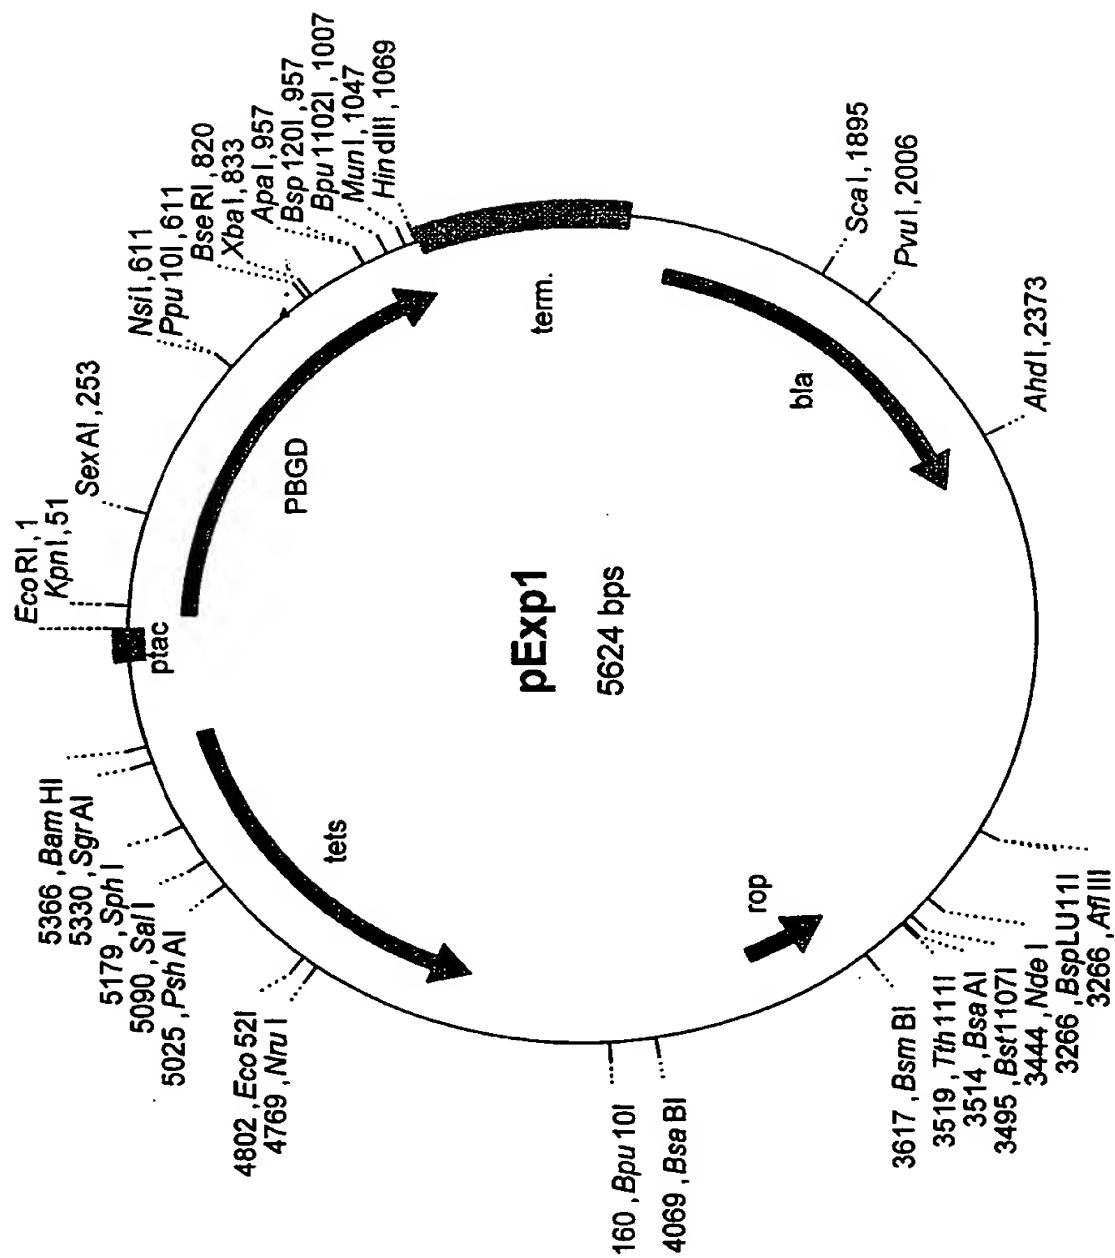 EcoRI, 1
KpnI, 51
SexAI, 253
NsiI, 611
Ppu10I, 611
BseRI, 820
XbaI, 833
ApaI, 957
Bsp120I, 957
Bpu1102I, 1007
MunI, 1047
HindIII, 1069
ScaI, 1895
PvuI, 2006
AhdI, 2373
ptac
PBGD
term.
bla
tets
rop
pExp1
5624 bps
5366, BamHI
5330, SgrAI
5179, SphI
5090, SalI
5025, PshAI
4802, Eco52I
4769, NruI
160, Bpu10I
4069, BsaBI
3617, BsmBI
3519, Tth111I
3514, BsaAI
3495, Bst1107I
3444, NdeI
3266, BspLU11I
3266, AflIII